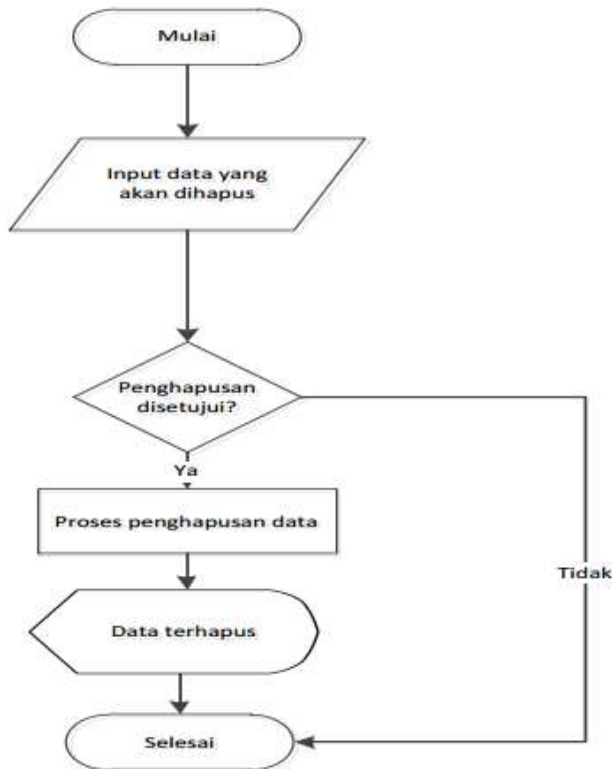 Mulai
Input data yang
akan dihapus
Penghapusan
disetujui?
Ya
Proses penghapusan data
Tidak
Data terhapus
Selesai